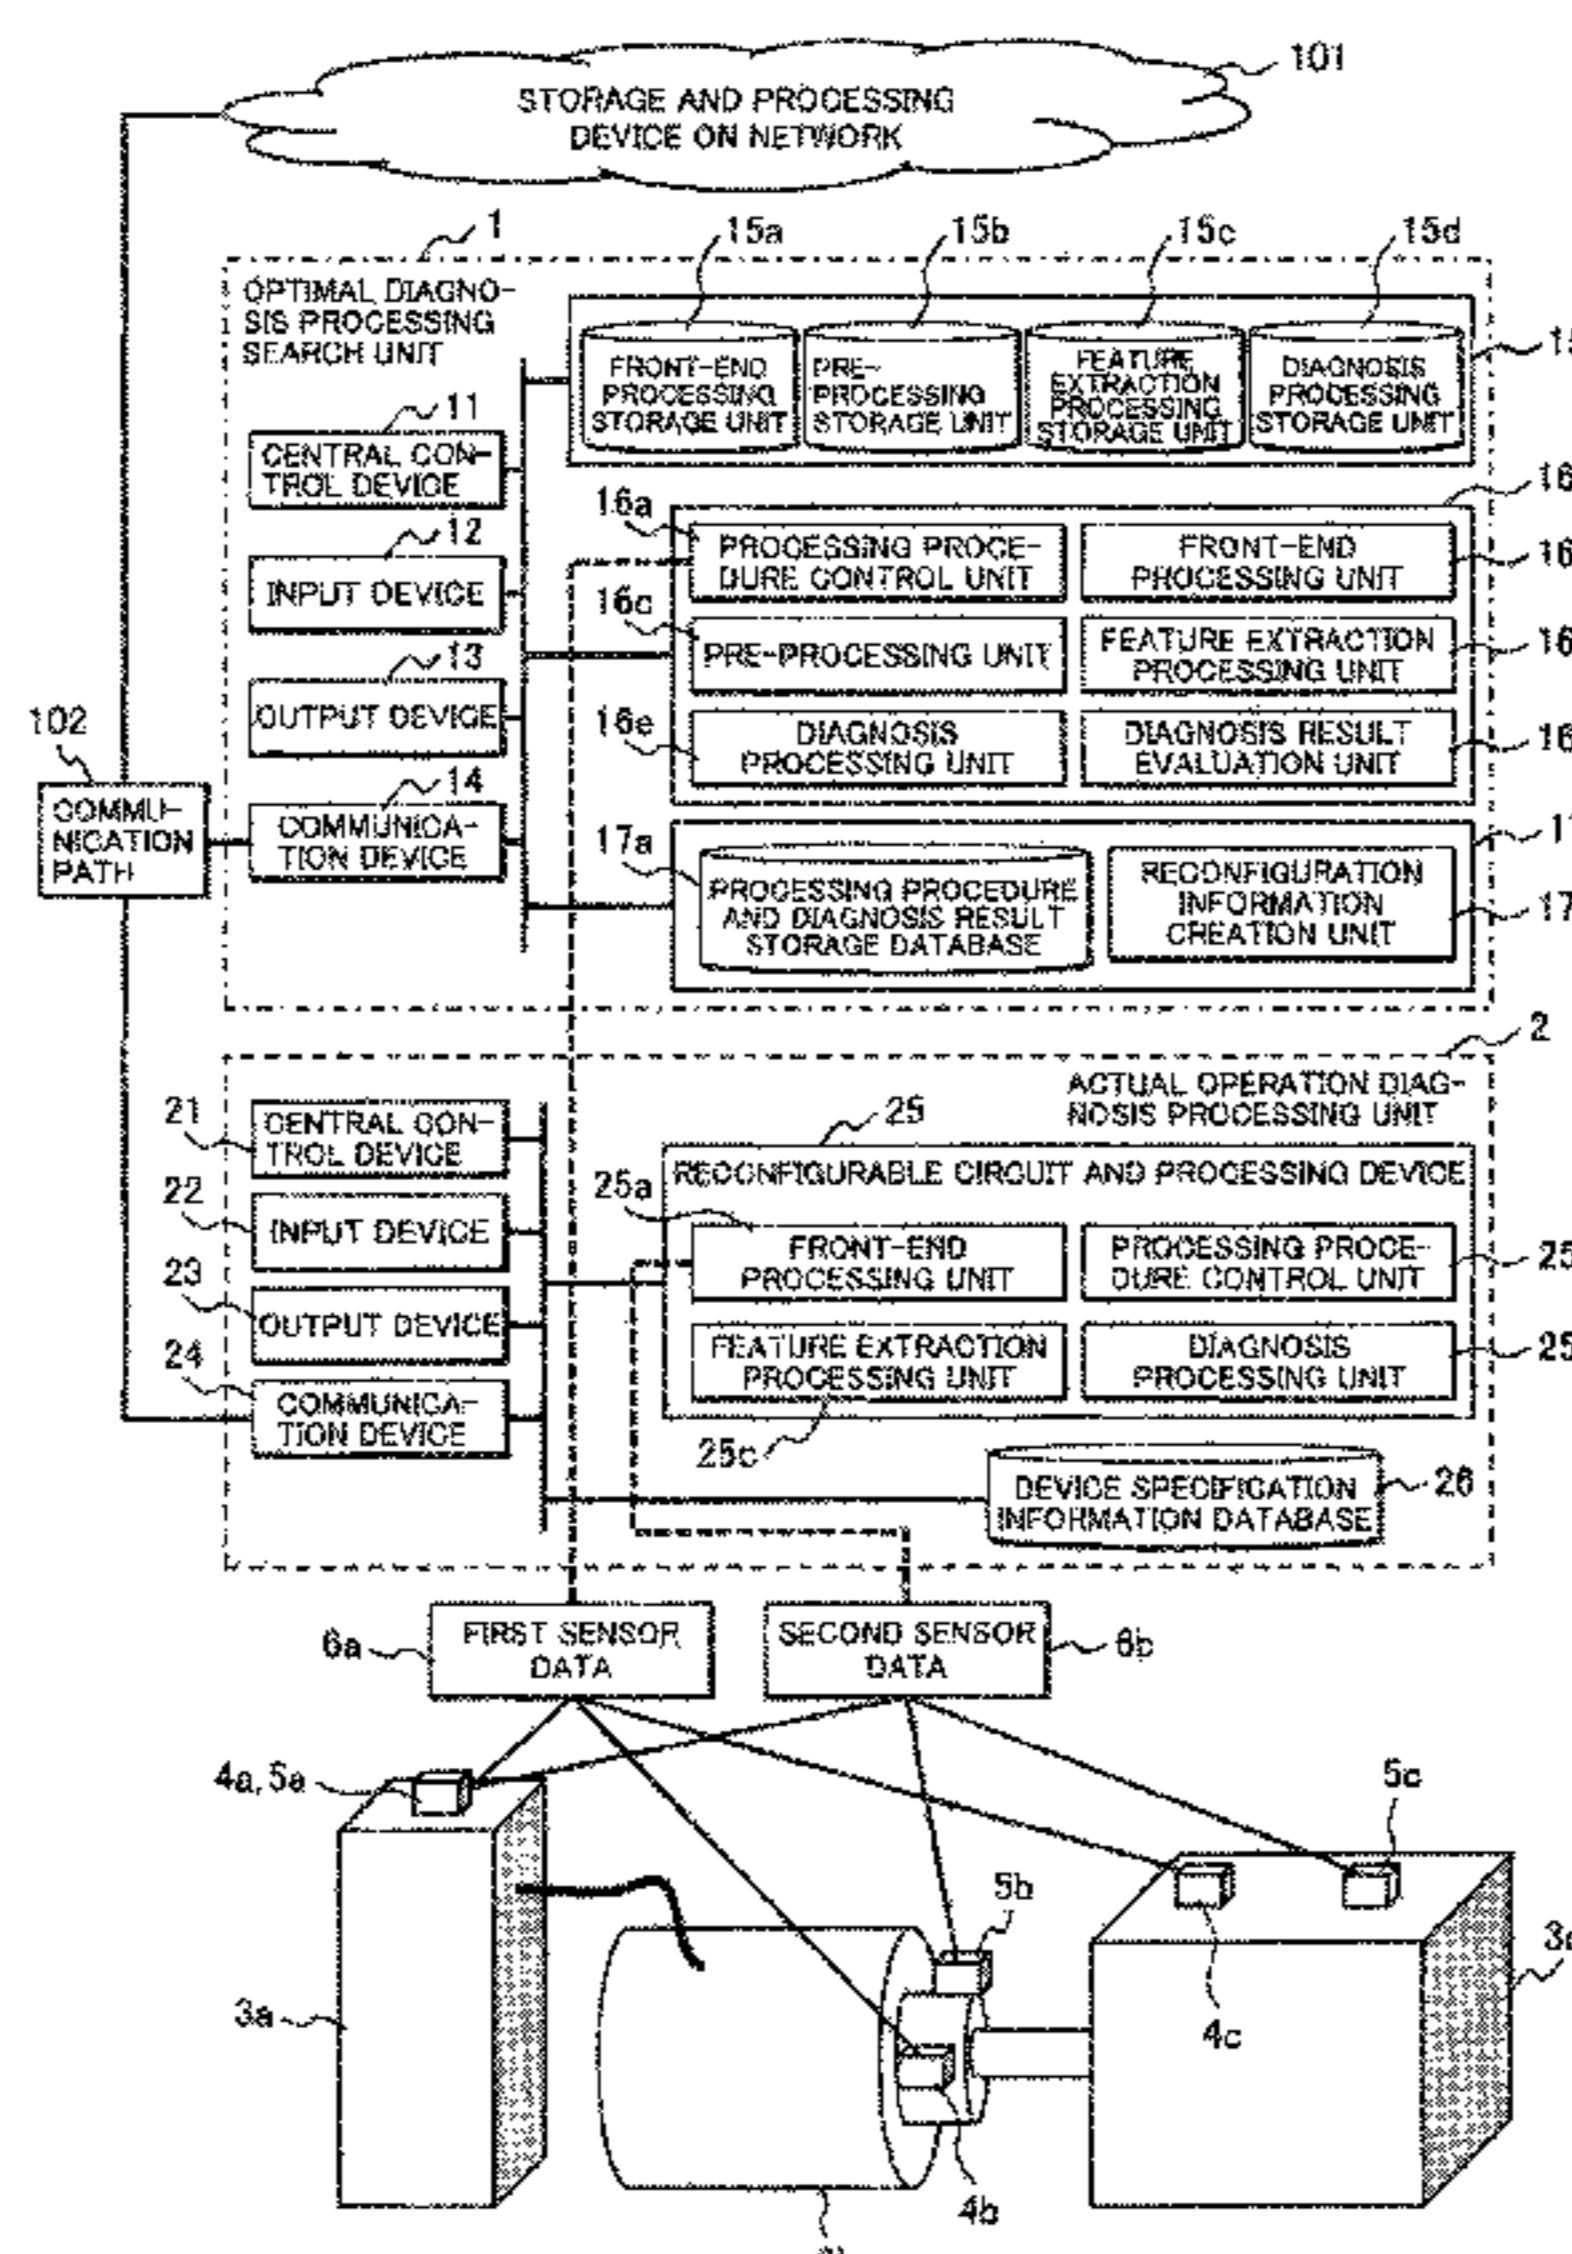 101
STORAGE AND PROCESSING
DEVICE ON NETWORK
1
15a
15b
15c
15d
OPTIMAL DIAGNO-
SIS PROCESSING
SEARCH UNIT
FRONT-END
PROCESSING
STORAGE UNIT
PRE-
PROCESSING
STORAGE UNIT
FEATURE
EXTRACTION
PROCESSING
STORAGE UNIT
DIAGNOSIS
PROCESSING
STORAGE UNIT
11
CENTRAL CON-
TROL DEVICE
12
INPUT DEVICE
13
OUTPUT DEVICE
14
COMMUNICA-
TION DEVICE
102
COMMU-
NICATION
PATH
16
16a
PROCESSING PROCE-
DURE CONTROL UNIT
FRONT-END
PROCESSING UNIT
16
16c
PRE-PROCESSING UNIT
FEATURE EXTRACTION
PROCESSING UNIT
16
16e
DIAGNOSIS
PROCESSING UNIT
DIAGNOSIS RESULT
EVALUATION UNIT
16
17a
PROCESSING PROCEDURE
AND DIAGNOSIS RESULT
STORAGE DATABASE
RECONFIGURATION
INFORMATION
CREATION UNIT
17
2
ACTUAL OPERATION DIAG-
NOSIS PROCESSING UNIT
21
CENTRAL CON-
TROL DEVICE
22
INPUT DEVICE
23
OUTPUT DEVICE
24
COMMUNICA-
TION DEVICE
25
RECONFIGURABLE CIRCUIT AND PROCESSING DEVICE
25a
FRONT-END
PROCESSING UNIT
PROCESSING PROCE-
DURE CONTROL UNIT
25
FEATURE EXTRACTION
PROCESSING UNIT
DIAGNOSIS
PROCESSING UNIT
25
25c
DEVICE SPECIFICATION
INFORMATION DATABASE
26
6a
FIRST SENSOR
DATA
SECOND SENSOR
DATA
6b
4a, 5a
5c
5b
3a
4c
4b